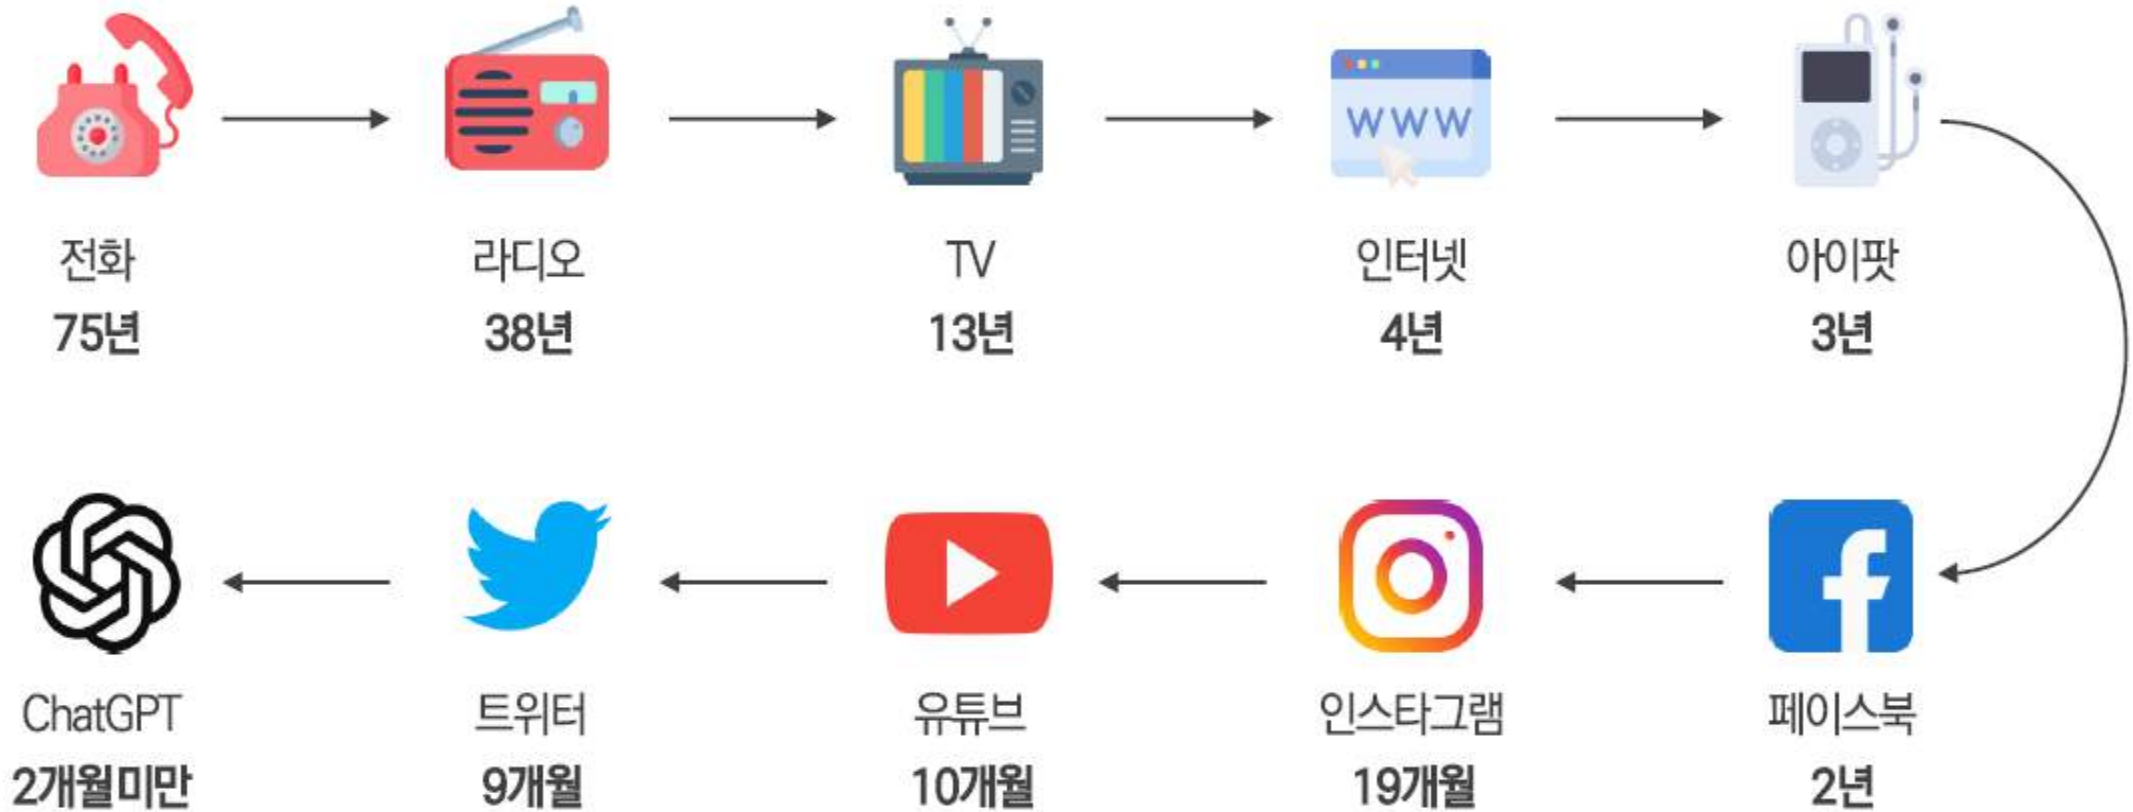 WWW
전화
75년
라디오
38년
TV
13년
인터넷
4년
아이팟
3년
페이스북
2년
인스타그램
19개월
유튜브
10개월
트위터
9개월
ChatGPT
2개월미만